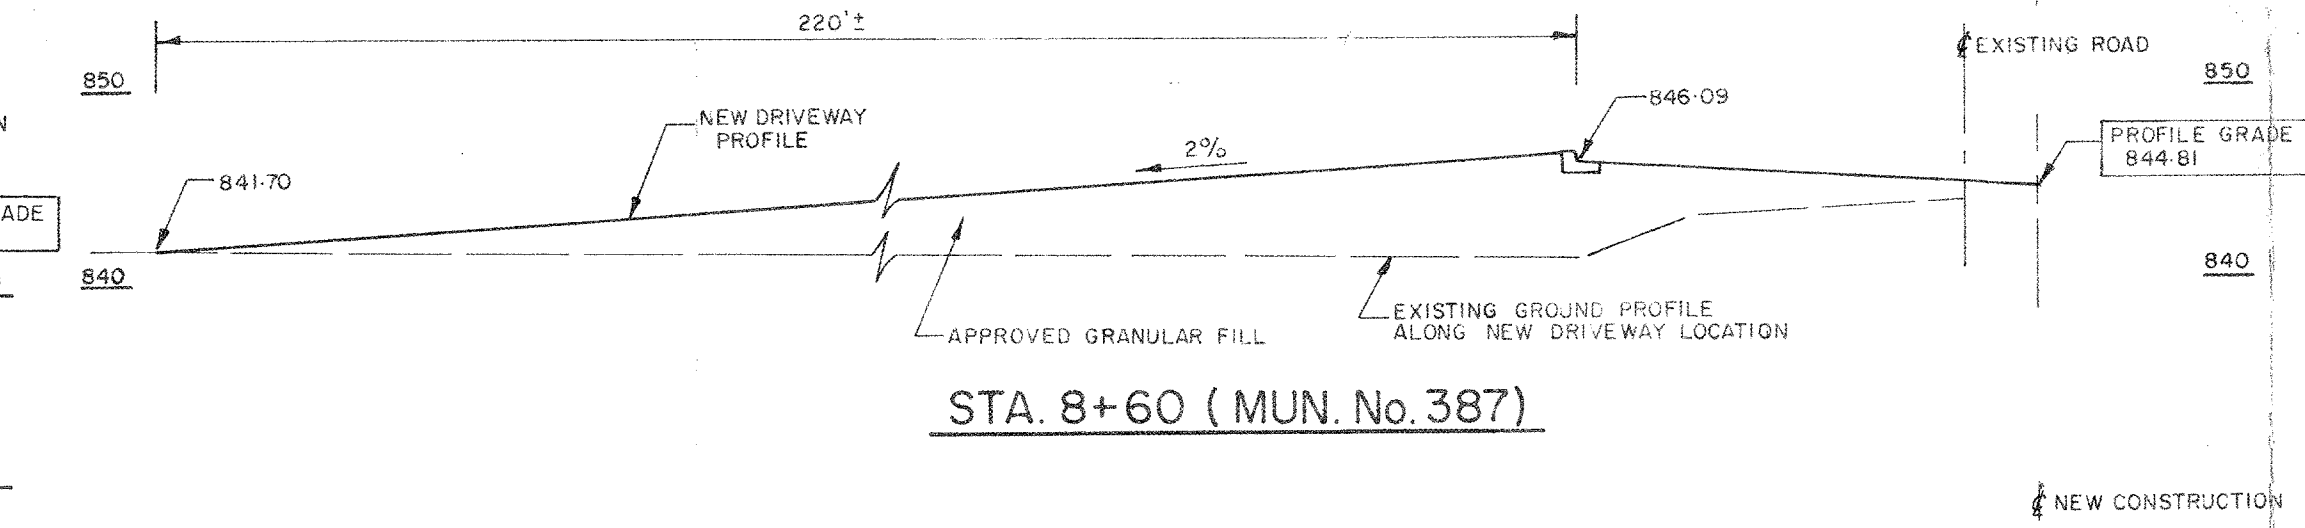 220'±
℄ EXISTING ROAD
850
850
N
NEW DRIVEWAY
PROFILE
846.09
2%
PROFILE GRADE
844.81
841.70
ADE
840
840
EXISTING GROUND PROFILE
ALONG NEW DRIVEWAY LOCATION
APPROVED GRANULAR FILL
STA. 8+60 (MUN. No. 387)
℄ NEW CONSTRUCTION